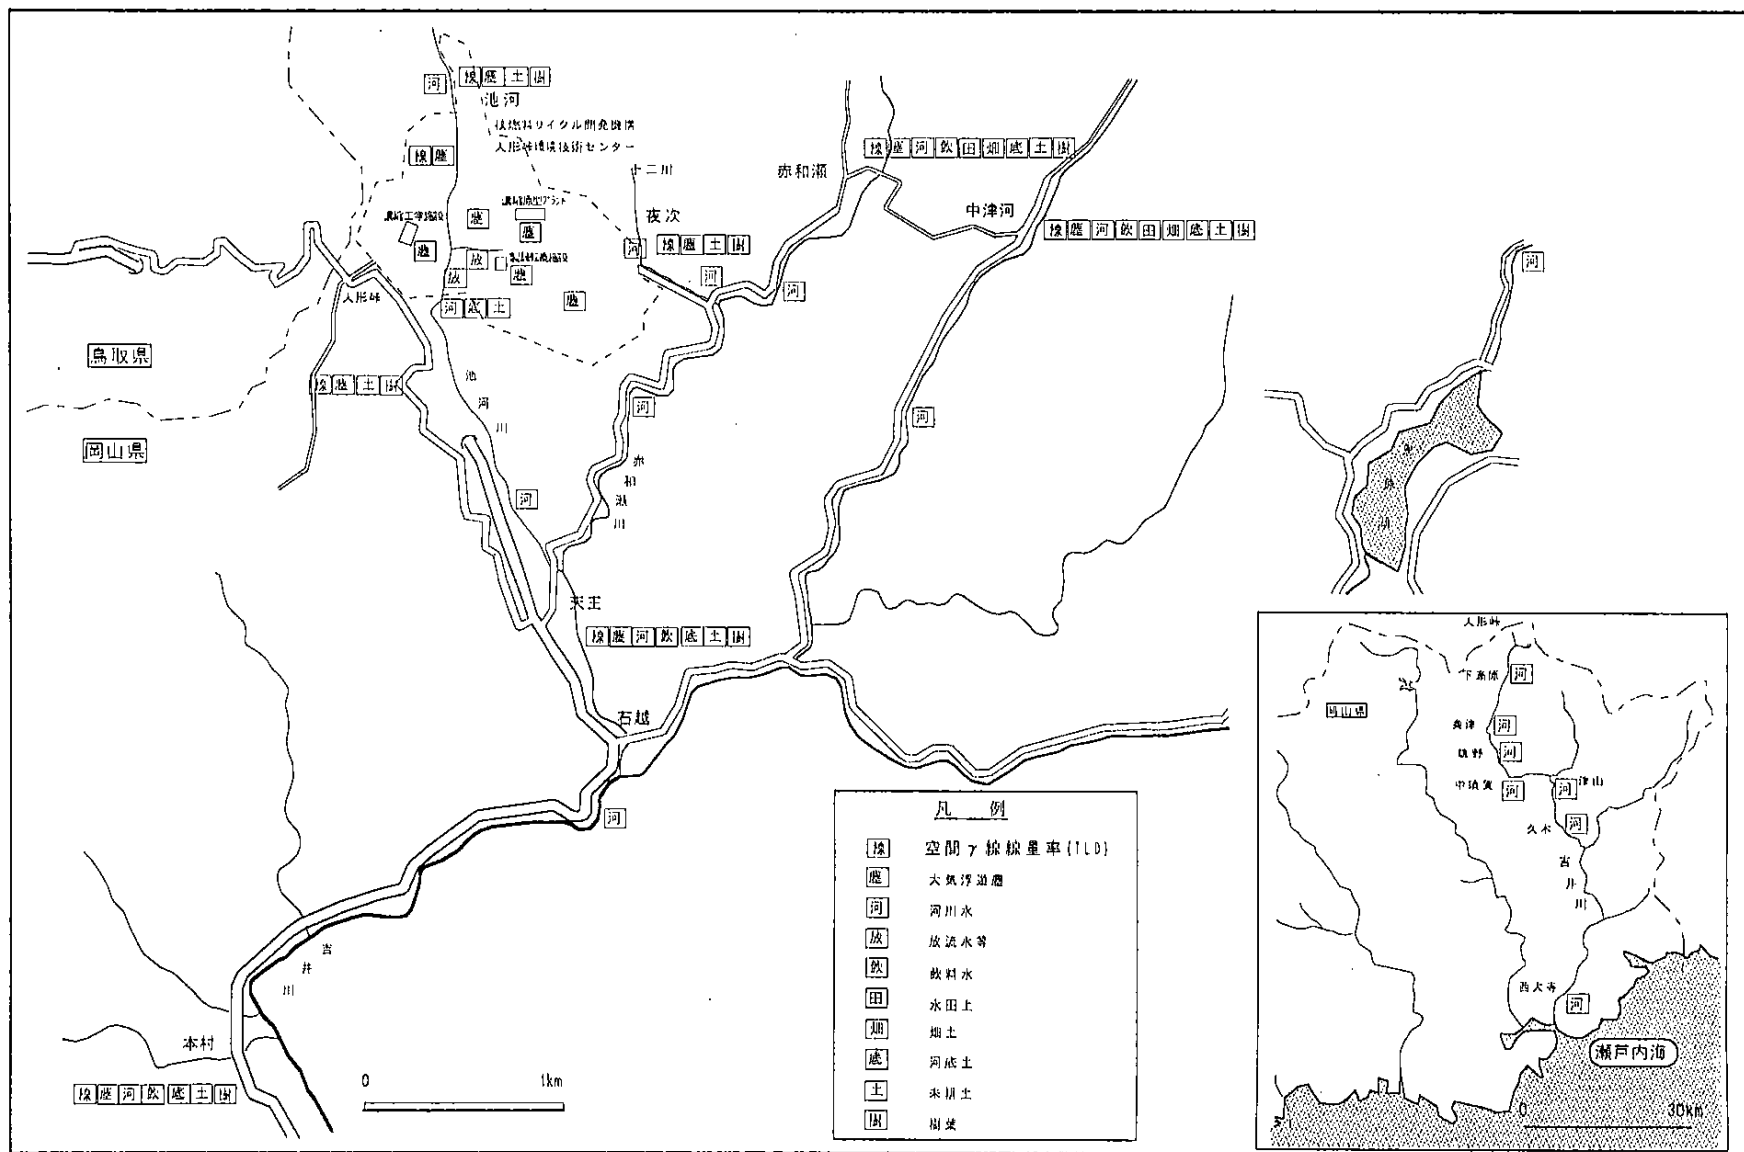 河
線 塵 土 樹
池河
核燃料サイクル開発機構
人形峠環境技術センター
線 塵
十二川
夜次
赤和瀬
線 塵 河 飲 田 畑 底 土 樹
中津河
線 塵 河 飲 田 畑 底 土 樹
塵
塵
塵
塵
塵
放
放
河 底 土
河
線 塵 土 樹
河
河
人形峠
鳥取県
岡山県
線 塵 土 樹
池河川
河
河
河
赤和瀬川
河
天王
線 塵 河 飲 底 土 樹
石越
河
吉井川
本村
線 塵 河 飲 底 土 樹
0 1km
凡 例
線 空間γ線線量率(TLD)
塵 大気浮遊塵
河 河川水
放 放流水等
飲 飲料水
田 水田土
畑 畑土
底 河底土
土 未耕土
樹 樹葉
人形峠
河
岡山県
奥津 河
河
中須賀 河
河 津山
久木 河
吉井川
西大寺
河
瀬戸内海
0 30km